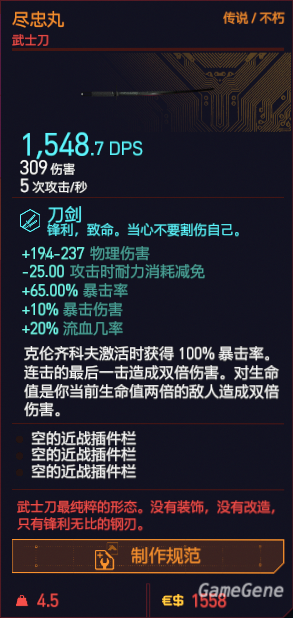 尽忠丸
传说 / 不朽
武士刀
1,548.7 DPS
309 伤害
5 次攻击/秒
刀剑
锋利，致命。当心不要割伤自己。
+194-237 物理伤害
-25.00 攻击时耐力消耗减免
+65.00% 暴击率
+10% 暴击伤害
+20% 流血几率
克伦齐科夫激活时获得 100% 暴击率。
连击的最后一击造成双倍伤害。对生命
值是你当前生命值两倍的敌人造成双倍
伤害。
空的近战插件栏
空的近战插件栏
空的近战插件栏
武士刀最纯粹的形态。没有装饰，没有改造，
只有锋利无比的钢刃。
制作规范
4.5
€$ 1558
GameGene